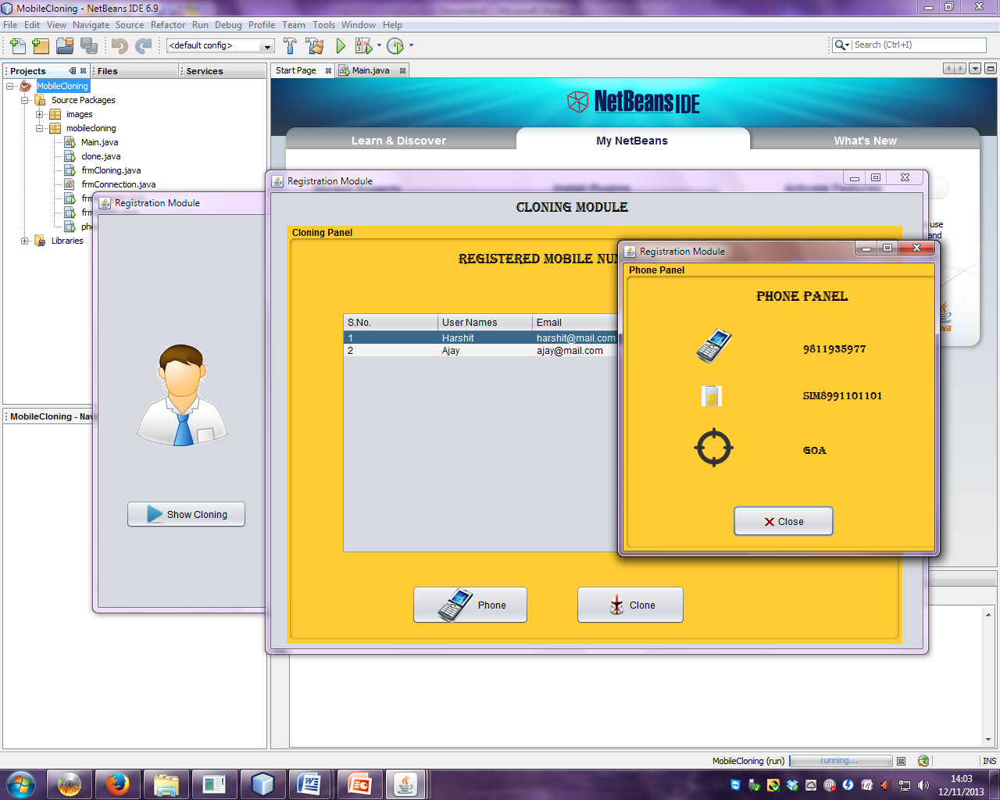 MobileCloning - NetBeans IDE 6.9
File Edit View Navigate Source Refactor Run Debug Profile Team Tools Window Help
<default config>
Search (Ctrl+I)
Projects Files Services
Start Page Main.java
MobileCloning
Source Packages
images
mobilecloning
Main.java
clone.java
frmCloning.java
frmConnection.java
Libraries
MobileCloning - Nav
NetBeans IDE
Learn & Discover My NetBeans What's New
use
and
Registration Module
Show Cloning
Registration Module
CLONING MODULE
Cloning Panel
REGISTERED MOBILE NU
S.No. User Names Email
1 Harshit harshit@mail.com
2 Ajay ajay@mail.com
Phone Clone
Registration Module
Phone Panel
PHONE PANEL
9811935977
SIM8991101101
GOA
Close
MobileCloning (run) running... INS
14:03
12/11/2013